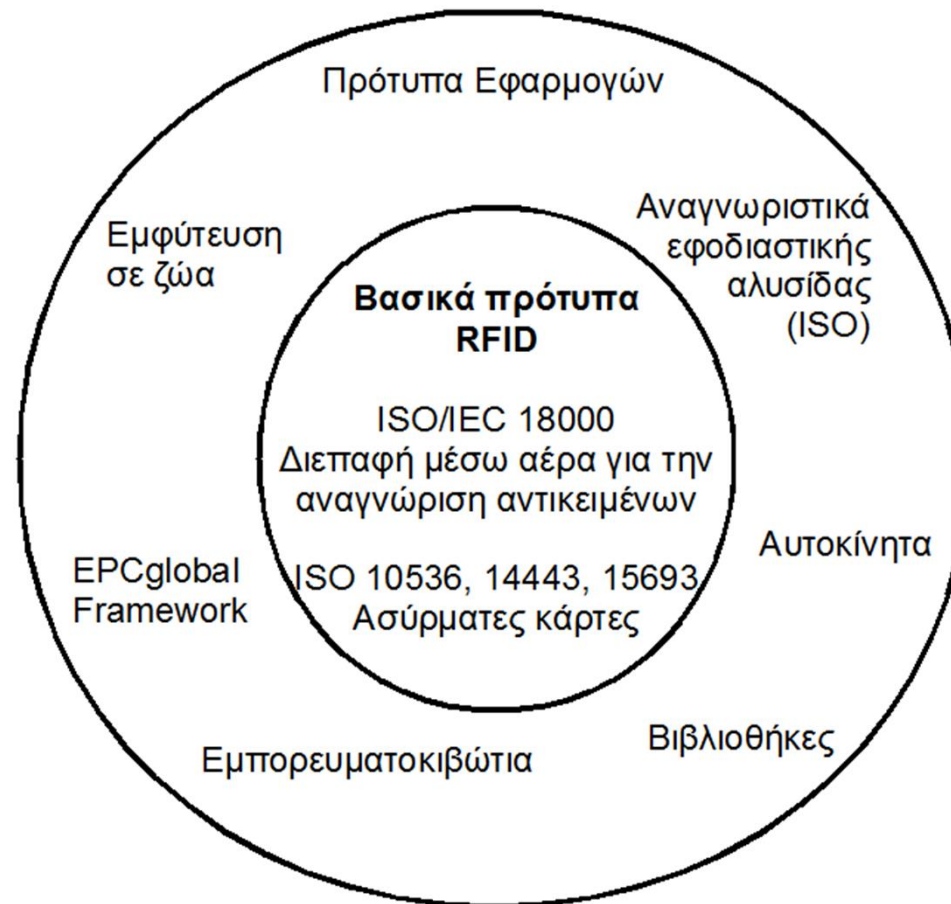 Πρότυπα Εφαρμογών
Εμφύτευση
σε ζώα
Αναγνωριστικά
εφοδιαστικής
αλυσίδας
(ISO)
Βασικά πρότυπα
RFID
ISO/IEC 18000
Διεπαφή μέσω αέρα για την
αναγνώριση αντικειμένων
ISO 10536, 14443, 15693
Ασύρματες κάρτες
EPCglobal
Framework
Αυτοκίνητα
Εμπορευματοκιβώτια
Βιβλιοθήκες